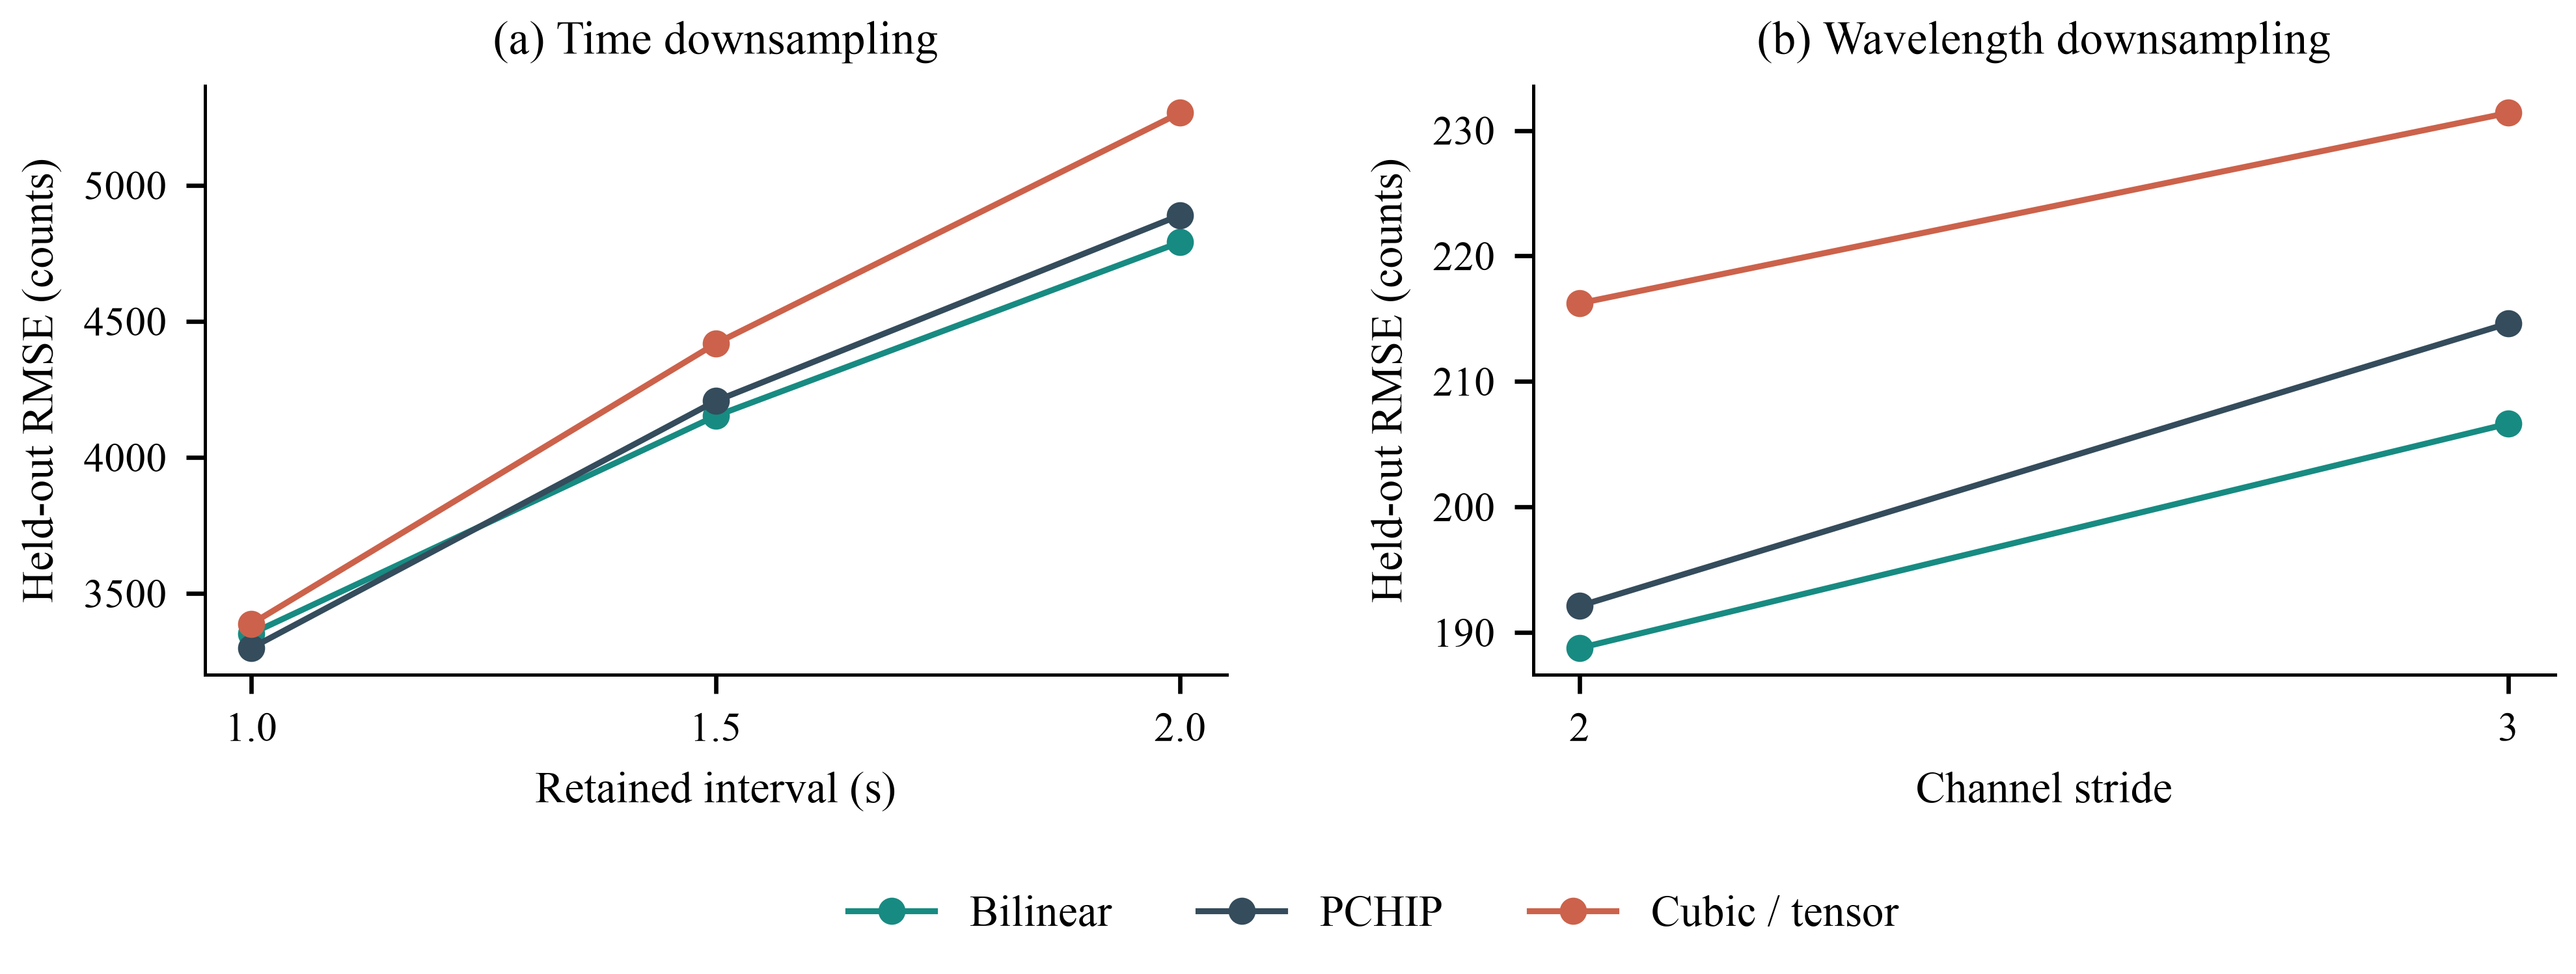 (a) Time downsampling
Held-out RMSE (counts)
5000
4500
4000
3500
1.0 1.5 2.0
Retained interval (s)
(b) Wavelength downsampling
Held-out RMSE (counts)
230
220
210
200
190
2 3
Channel stride
Bilinear PCHIP Cubic / tensor